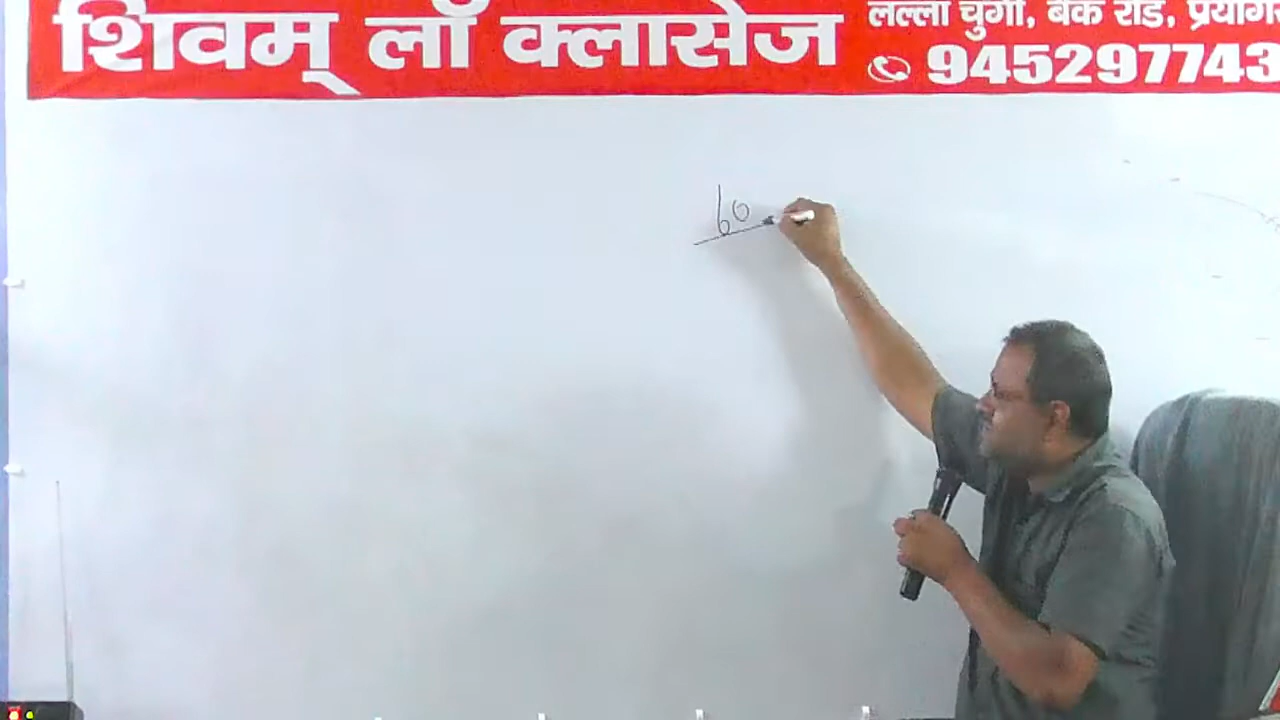 शिवम् लॉ क्लासेज
लल्ला चुंगी, बैंक रोड, प्रयाग
945297743
60